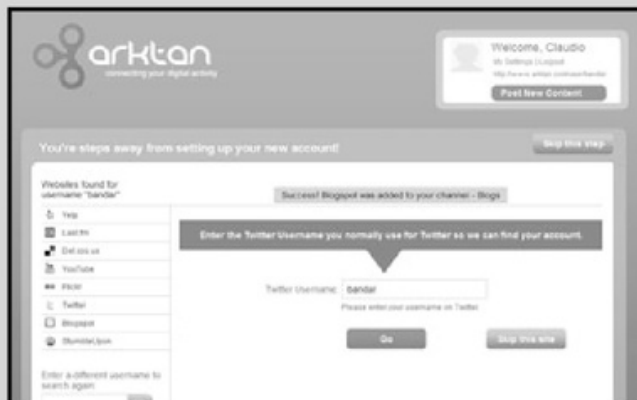 arktan
connecting your digital activity
Welcome, Claudio
My Settings | Logout
Post New Content
You're steps away from setting up your new account!
Skip this step
Websites found for
username "bandar"
Success! Blogspot was added to your channel - Blogs
Yelp
Last.fm
Del.icio.us
YouTube
Flickr
Twitter
Blogspot
StumbleUpon
Enter the Twitter Username you normally use for Twitter so we can find your account.
Twitter Username: bandar
Please enter your username on Twitter
Go
Skip this site
Enter a different username to
search again: